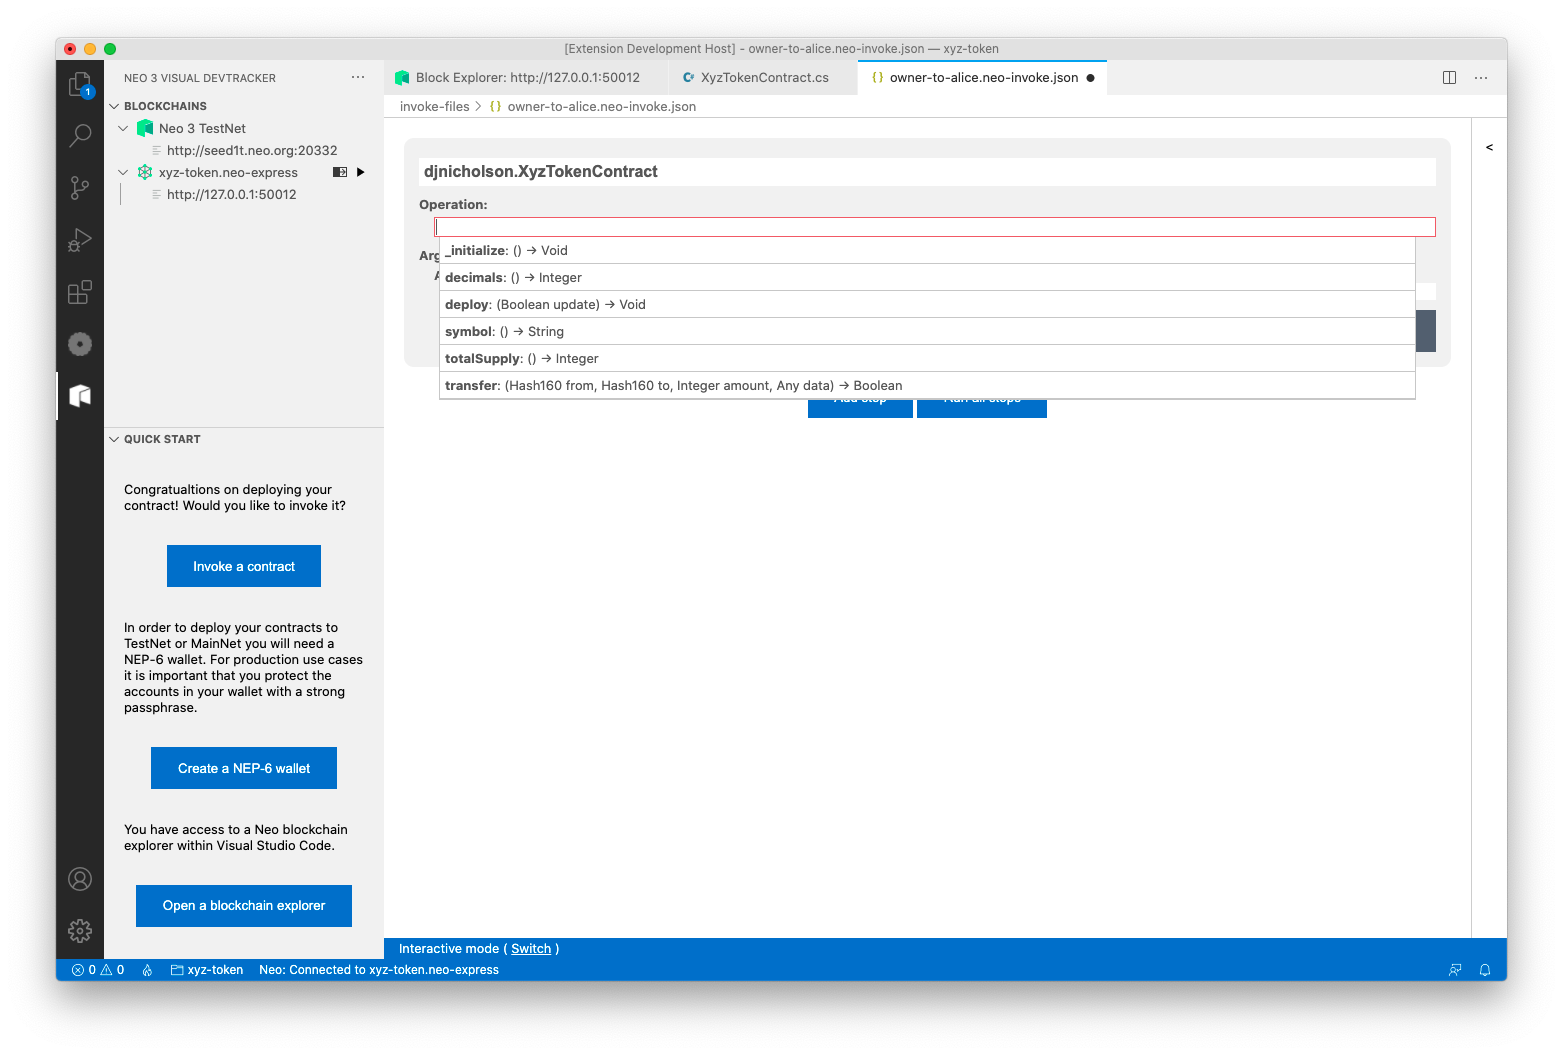 [Extension Development Host] - owner-to-alice.neo-invoke.json — xyz-token
NEO 3 VISUAL DEVTRACKER
BLOCKCHAINS
Neo 3 TestNet
http://seed1t.neo.org:20332
xyz-token.neo-express
http://127.0.0.1:50012
1
QUICK START
Congratualtions on deploying your
contract! Would you like to invoke it?
Invoke a contract
In order to deploy your contracts to
TestNet or MainNet you will need a
NEP-6 wallet. For production use cases
it is important that you protect the
accounts in your wallet with a strong
passphrase.
Create a NEP-6 wallet
You have access to a Neo blockchain
explorer within Visual Studio Code.
Open a blockchain explorer
Block Explorer: http://127.0.0.1:50012
XyzTokenContract.cs
owner-to-alice.neo-invoke.json
invoke-files > {} owner-to-alice.neo-invoke.json
<
djnicholson.XyzTokenContract
Operation:
_initialize: () → Void
decimals: () → Integer
deploy: (Boolean update) → Void
symbol: () → String
totalSupply: () → Integer
transfer: (Hash160 from, Hash160 to, Integer amount, Any data) → Boolean
Add step
Run all steps
Interactive mode ( Switch )
0 0 xyz-token Neo: Connected to xyz-token.neo-express